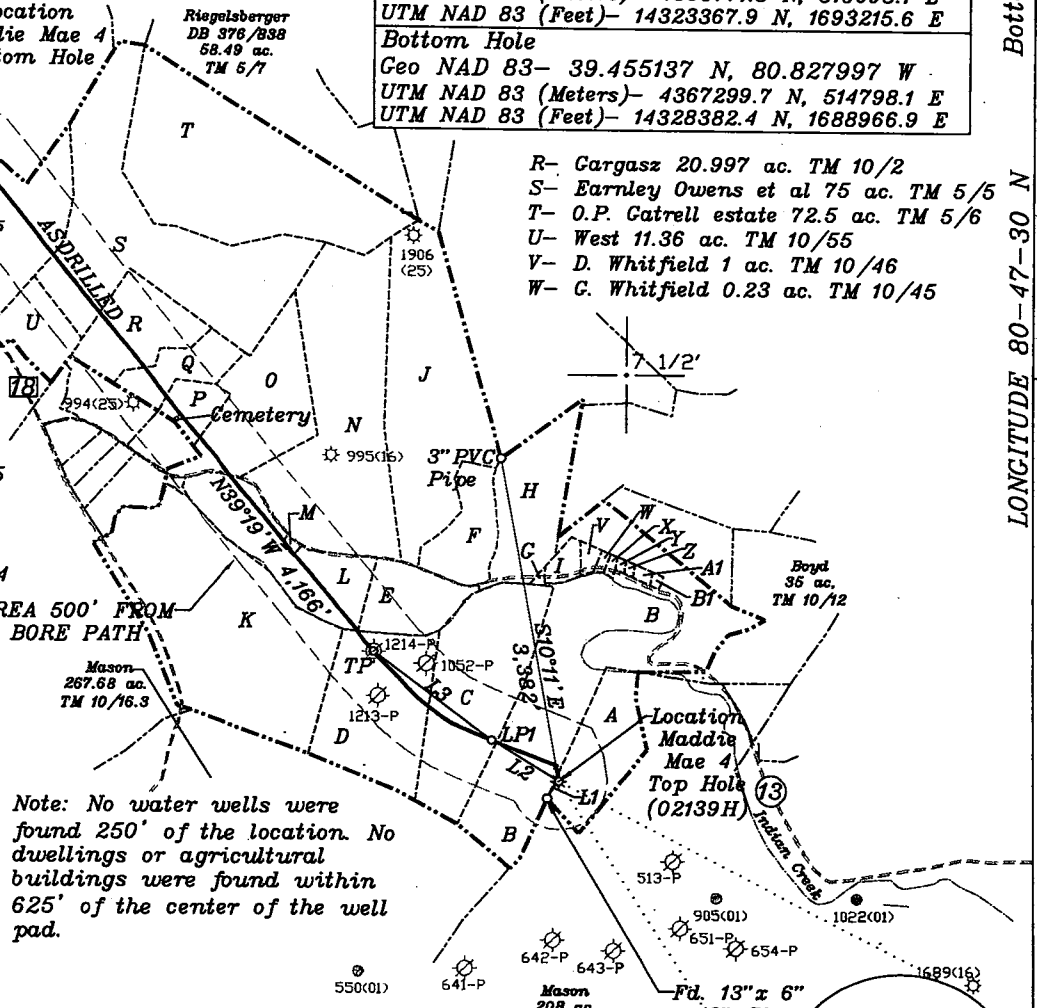 ocation
Riegelsberger
DB 376/838
58.49 ac.
TM 5/7
lie Mae 4
tom Hole
UTM NAD 83 (Feet)- 14323367.9 N, 1693215.6 E
Bottom Hole
Geo NAD 83- 39.455137 N, 80.827997 W
UTM NAD 83 (Meters)- 4367299.7 N, 514798.1 E
UTM NAD 83 (Feet)- 14328382.4 N, 1688966.9 E
Bott
LONGITUDE 80-47-30 N
R- Gargasz 20.997 ac. TM 10/2
S- Earnley Owens et al 75 ac. TM 5/5
T- O.P. Gatrell estate 72.5 ac. TM 5/6
U- West 11.36 ac. TM 10/55
V- D. Whitfield 1 ac. TM 10/46
W- G. Whitfield 0.23 ac. TM 10/45
T
1906
(25)
ASDRILLED
S
R
U
Q
O
J
7 1/2'
18
994(25)
P
Cemetery
N
995(16)
3" PVC
Pipe
H
N39°19' W 4,166'
M
F
G
I
V
W
X
Y
Z
A1
B1
B
Boyd
35 ac.
TM 10/12
L
E
K
REA 500' FROM
BORE PATH
Mason
267.68 ac.
TM 10/16.3
1214-P
TP
1052-P
S10°11' E
3,382'
L3
C
1213-P
D
LP1
L2
A
Location
Maddie
Mae 4
Top Hole
(02139H)
L1
13
Indian Creek
B
Note: No water wells were
found 250' of the location. No
dwellings or agricultural
buildings were found within
625' of the center of the well
pad.
513-P
905(01)
1022(01)
651-P
654-P
642-P
643-P
641-P
550(01)
1689(16)
Mason
208 ac.
Fd. 13"x 6"